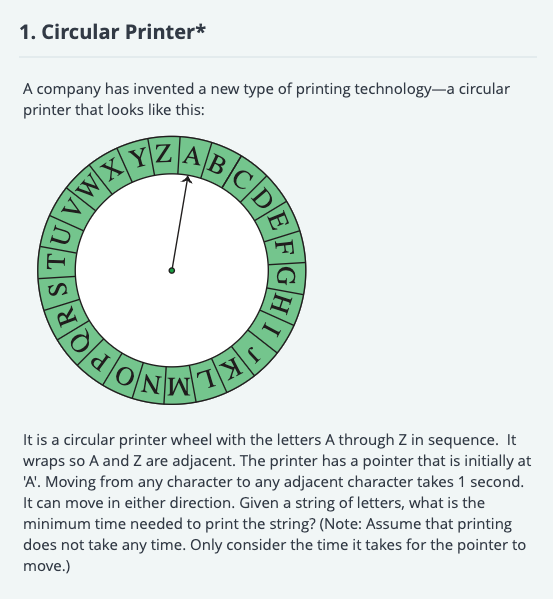 1. Circular Printer*
A company has invented a new type of printing technology—a circular
printer that looks like this:
A B C D E F G H I J K L M N O P Q R S T U V W X Y Z
It is a circular printer wheel with the letters A through Z in sequence.  It
wraps so A and Z are adjacent. The printer has a pointer that is initially at
'A'. Moving from any character to any adjacent character takes 1 second.
It can move in either direction. Given a string of letters, what is the
minimum time needed to print the string? (Note: Assume that printing
does not take any time. Only consider the time it takes for the pointer to
move.)